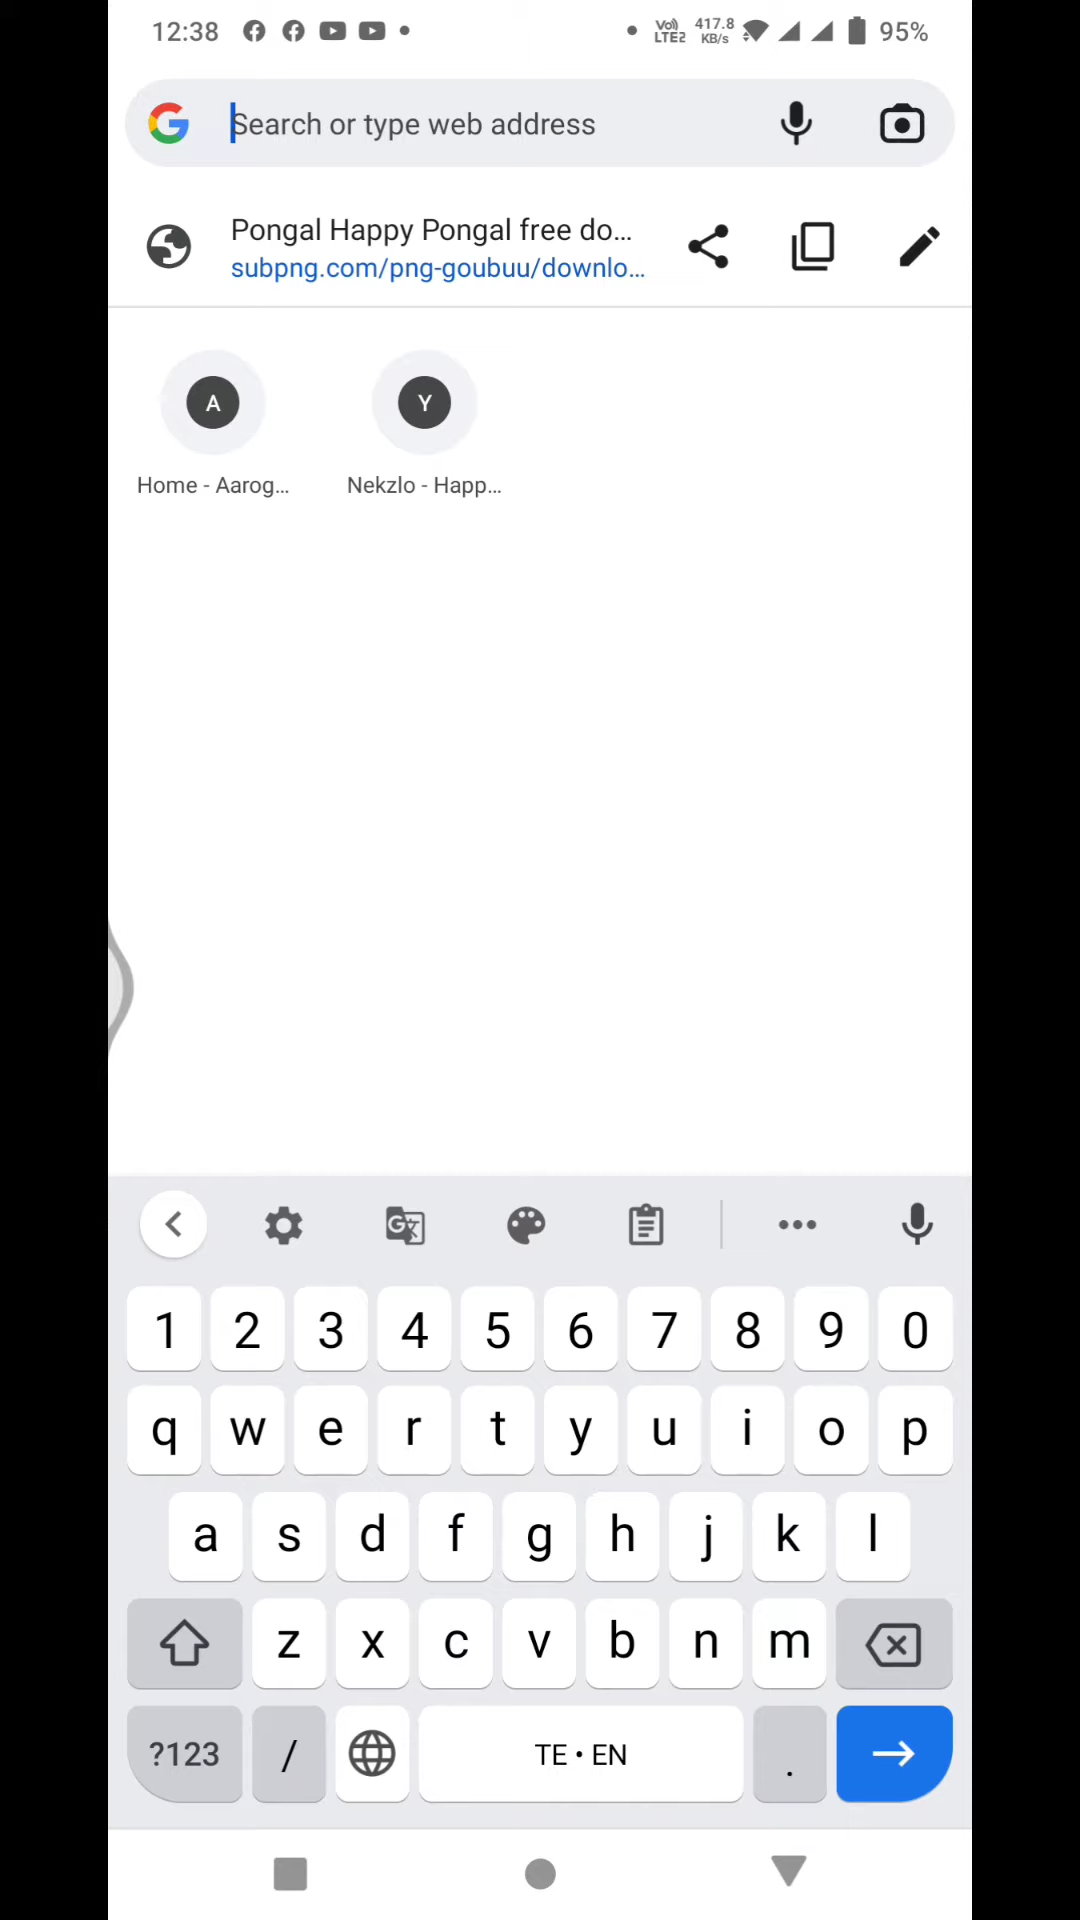 12:38
Vo) LTE2 417.8 KB/s 95%
Search or type web address
Pongal Happy Pongal free do...
subpng.com/png-goubuu/downlo...
A Y
Home - Aarog... Nekzlo - Happ...
1 2 3 4 5 6 7 8 9 0
q w e r t y u i o p
a s d f g h j k l
z x c v b n m
?123 / TE • EN .